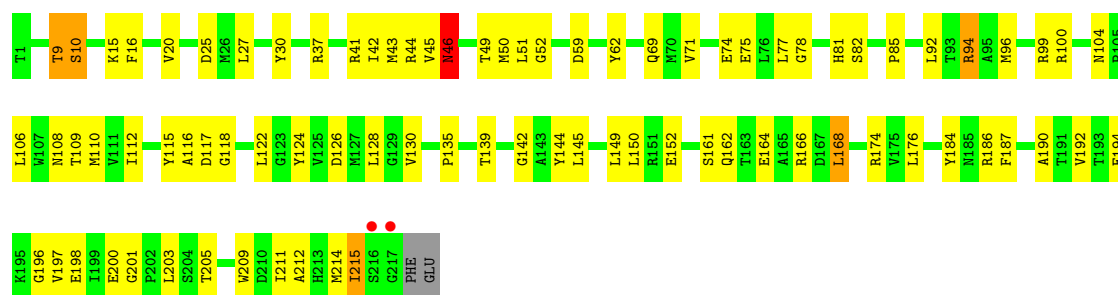 T1 T9 S10 K15 F16 V20 D25 M26 L27 Y30 R37 R41 I42 M43 R44 V45 N46 T49 M50 L51 G52 D59 Y62 Q69 M70 V71 E74 E75 L76 L77 G78 H81 S82 P85 L92 T93 R94 A95 M96 R99 R100 N104
L106 W107 N108 T109 M110 V111 I112 Y115 A116 D117 G118 L122 G123 Y124 V125 D126 M127 L128 G129 V130 P135 T139 G142 A143 Y144 L145 L149 L150 R151 E152 S161 Q162 T163 E164 A165 R166 D167 L168 R174 V175 L176 Y184 N185 R186 F187 A190 T191 V192 T193
K195 G196 V197 E198 I199 E200 G201 P202 L203 S204 T205 W209 D210 I211 A212 H213 M214 I215 S216 G217 PHE GLU